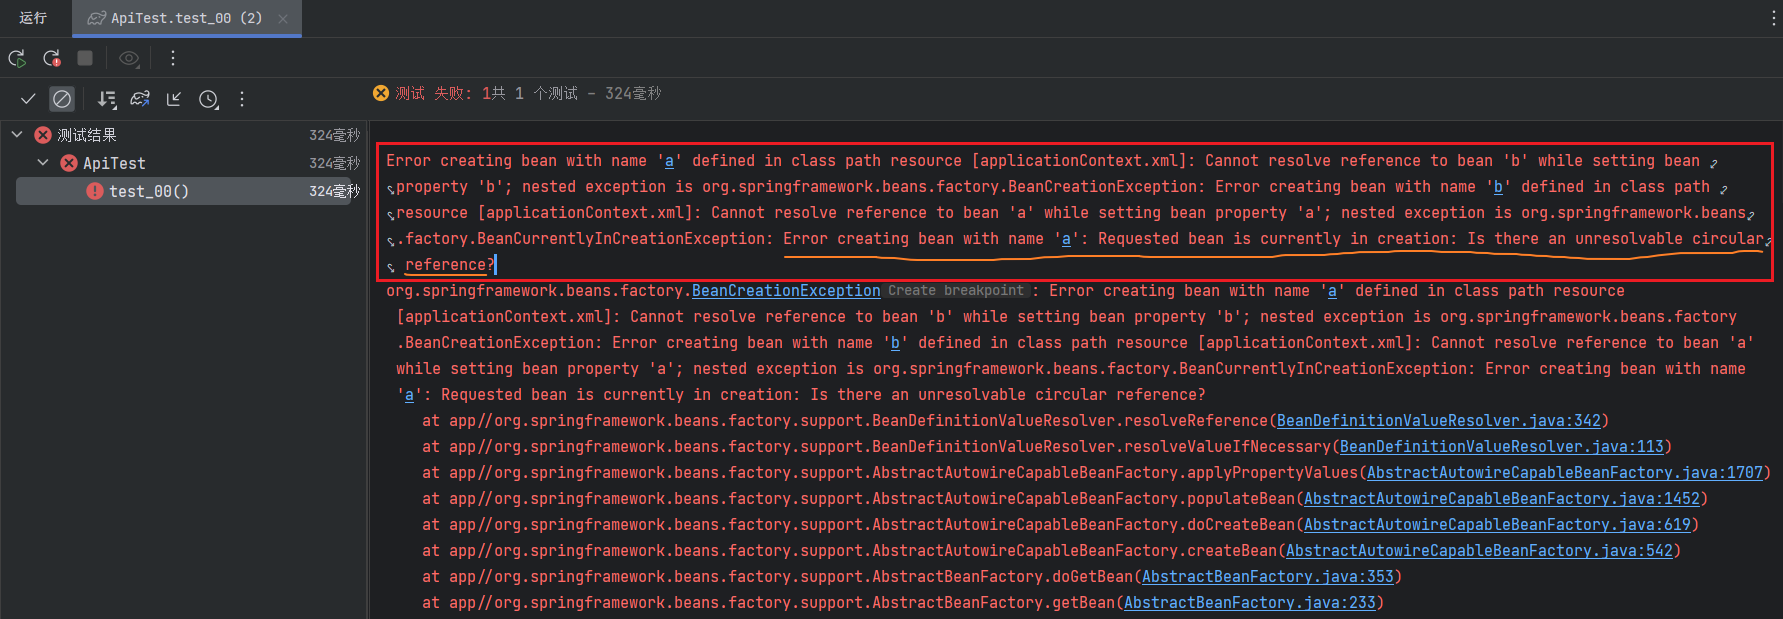 运行
ApiTest.test_00 (2)
测试 失败: 1共 1 个测试 – 324毫秒
测试结果 324毫秒
ApiTest 324毫秒
test_00() 324毫秒
Error creating bean with name 'a' defined in class path resource [applicationContext.xml]: Cannot resolve reference to bean 'b' while setting bean
property 'b'; nested exception is org.springframework.beans.factory.BeanCreationException: Error creating bean with name 'b' defined in class path
resource [applicationContext.xml]: Cannot resolve reference to bean 'a' while setting bean property 'a'; nested exception is org.springframework.beans
.factory.BeanCurrentlyInCreationException: Error creating bean with name 'a': Requested bean is currently in creation: Is there an unresolvable circular
reference?
org.springframework.beans.factory.BeanCreationException Create breakpoint : Error creating bean with name 'a' defined in class path resource
[applicationContext.xml]: Cannot resolve reference to bean 'b' while setting bean property 'b'; nested exception is org.springframework.beans.factory
.BeanCreationException: Error creating bean with name 'b' defined in class path resource [applicationContext.xml]: Cannot resolve reference to bean 'a'
while setting bean property 'a'; nested exception is org.springframework.beans.factory.BeanCurrentlyInCreationException: Error creating bean with name
'a': Requested bean is currently in creation: Is there an unresolvable circular reference?
at app//org.springframework.beans.factory.support.BeanDefinitionValueResolver.resolveReference(BeanDefinitionValueResolver.java:342)
at app//org.springframework.beans.factory.support.BeanDefinitionValueResolver.resolveValueIfNecessary(BeanDefinitionValueResolver.java:113)
at app//org.springframework.beans.factory.support.AbstractAutowireCapableBeanFactory.applyPropertyValues(AbstractAutowireCapableBeanFactory.java:1707)
at app//org.springframework.beans.factory.support.AbstractAutowireCapableBeanFactory.populateBean(AbstractAutowireCapableBeanFactory.java:1452)
at app//org.springframework.beans.factory.support.AbstractAutowireCapableBeanFactory.doCreateBean(AbstractAutowireCapableBeanFactory.java:619)
at app//org.springframework.beans.factory.support.AbstractAutowireCapableBeanFactory.createBean(AbstractAutowireCapableBeanFactory.java:542)
at app//org.springframework.beans.factory.support.AbstractBeanFactory.doGetBean(AbstractBeanFactory.java:353)
at app//org.springframework.beans.factory.support.AbstractBeanFactory.getBean(AbstractBeanFactory.java:233)